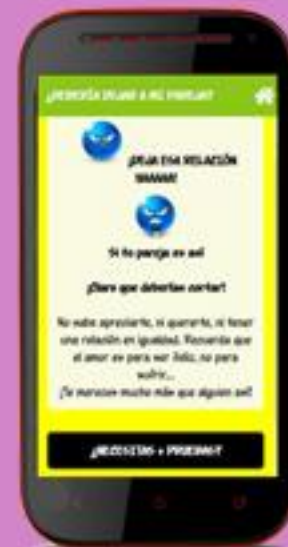 ¿DEBERÍA DEJAR A MI PAREJA?
¡DEJA ESA RELACIÓN
YAAAAA!
Si tu pareja es así
¡Claro que deberías cortar!
No sabe apreciarte, ni quererte, ni tener
una relación en igualdad. Recuerda que
el amor es para ser feliz, no para
sufrir...
¡Te mereces mucho más que alguien así!
¿NECESITAS + PRUEBAS?